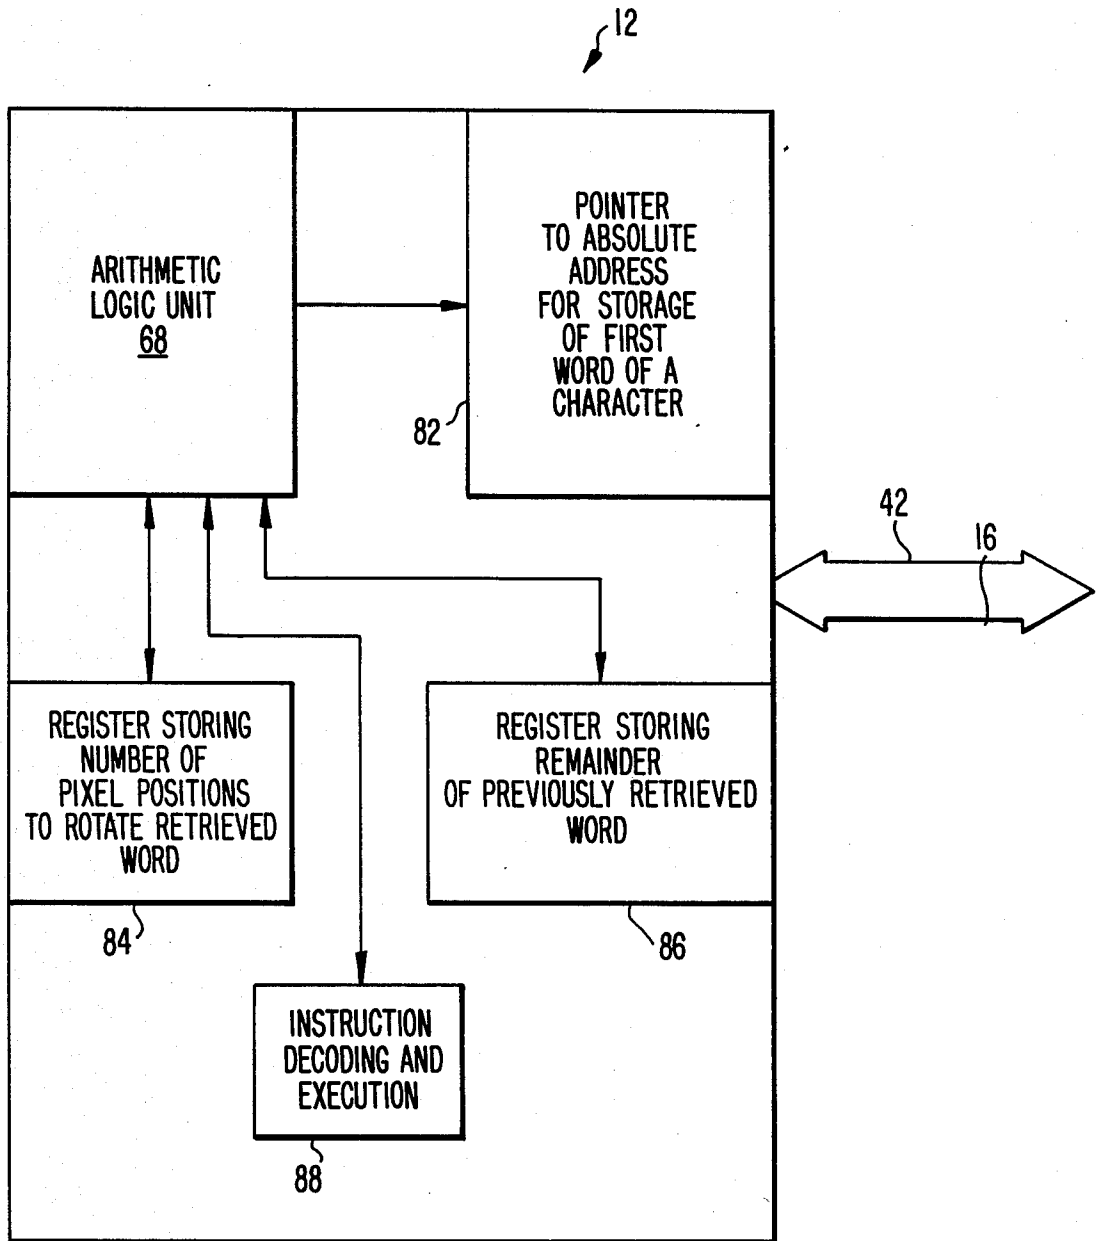 12
ARITHMETIC
LOGIC UNIT
68
POINTER
TO ABSOLUTE
ADDRESS
FOR STORAGE
OF FIRST
WORD OF A
CHARACTER
82
42
16
REGISTER STORING
NUMBER OF
PIXEL POSITIONS
TO ROTATE RETRIEVED
WORD
84
REGISTER STORING
REMAINDER
OF PREVIOUSLY RETRIEVED
WORD
86
INSTRUCTION
DECODING AND
EXECUTION
88